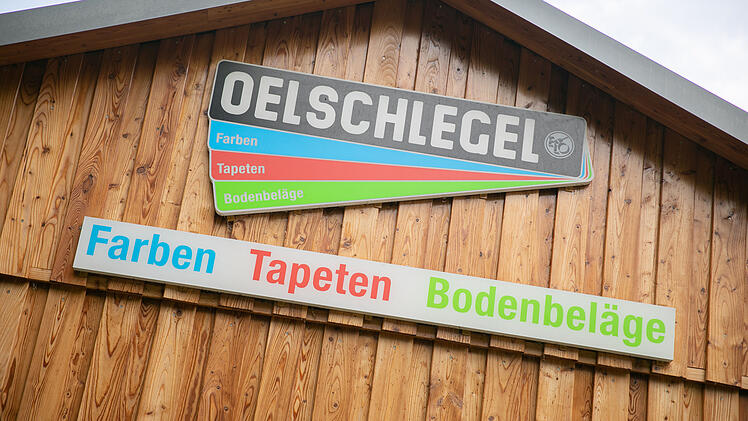 OELSCHLEGEL
Farben
Tapeten
Bodenbeläge
Farben Tapeten Bodenbeläge